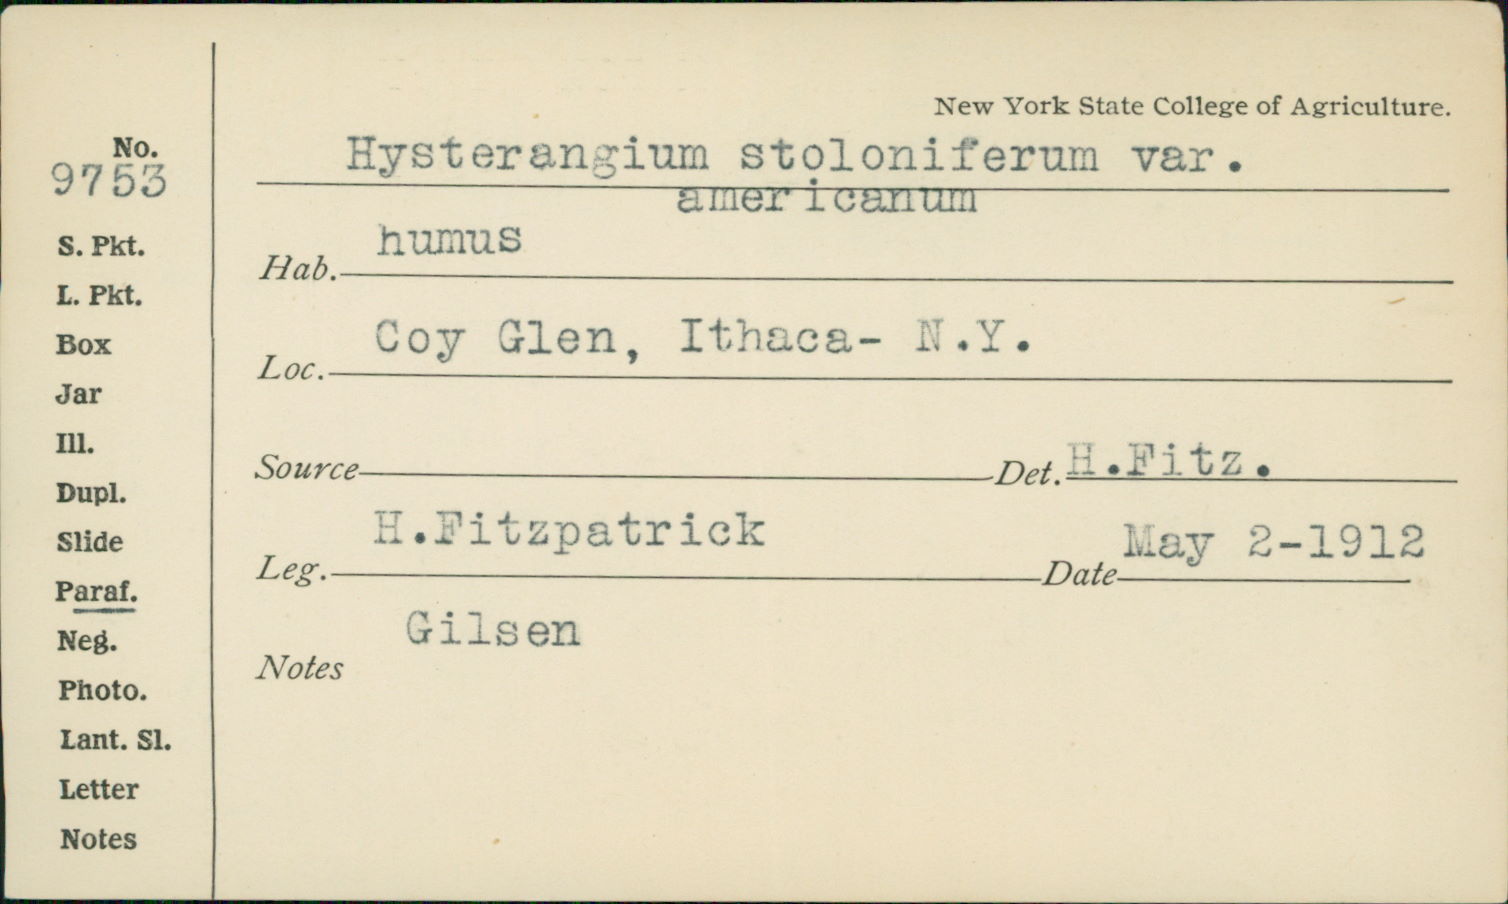 New York State College of Agriculture.
No.
9753
Hysterangium stoloniferum var.
americanum
S. Pkt.
L. Pkt.
Box
Jar
Ill.
Dupl.
Slide
Paraf.
Neg.
Photo.
Lant. Sl.
Letter
Notes
Hab. humus
Loc. Coy Glen, Ithaca- N.Y.
Source Det. H.Fitz.
Leg. H.Fitzpatrick Date May 2-1912
Notes Gilsen